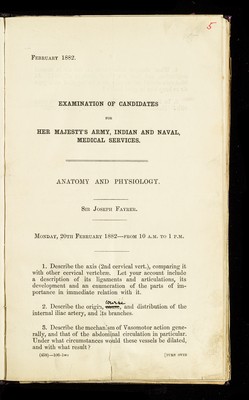 5
FEBRUARY 1882.
EXAMINATION OF CANDIDATES
FOR
HER MAJESTY'S ARMY, INDIAN AND NAVAL,
MEDICAL SERVICES.
ANATOMY AND PHYSIOLOGY.
SIR JOSEPH FAYRER.
MONDAY, 20TH FEBRUARY 1882—FROM 10 A.M. TO 1 P.M.
1. Describe the axis (2nd cervical vert.), comparing it
with other cervical vertebræ. Let your account include
a description of its ligaments and articulations, its
development and an enumeration of the parts of im-
portance in immediate relation with it.
course
2. Describe the origin, and distribution of the
internal iliac artery, and its branches.
3. Describe the mechanism of Vasomotor action gene-
rally, and that of the abdominal circulation in particular.
Under what circumstances would these vessels be dilated,
and with what result?
[TURN OVER